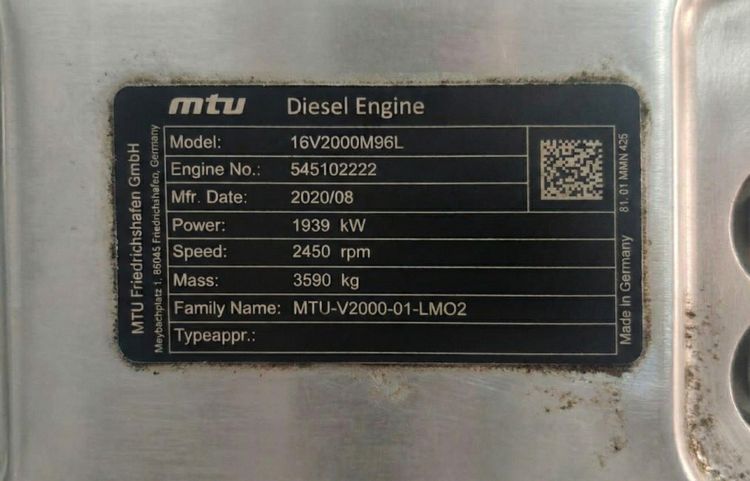 mtu Diesel Engine
Model: 16V2000M96L
Engine No.: 545102222
Mfr. Date: 2020/08
Power: 1939 kW
Speed: 2450 rpm
Mass: 3590 kg
Family Name: MTU-V2000-01-LMO2
Typeappr.:
MTU Friedrichshafen GmbH
Meybachplatz 1, 86045 Friedrichshafen, Germany
81. 01 MMN 425
Made in Germany